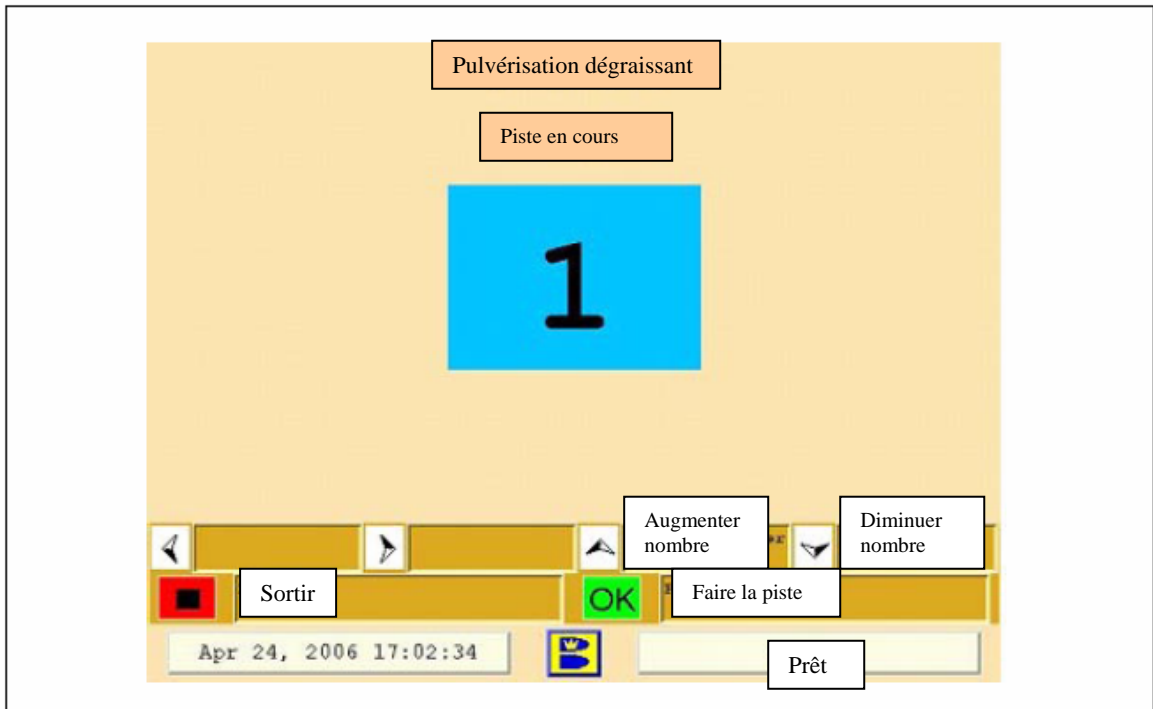 Pulvérisation dégraissant
Piste en cours
1
Augmenter
nombre
Diminuer
nombre
Sortir
OK
Faire la piste
Apr 24, 2006 17:02:34
Prêt